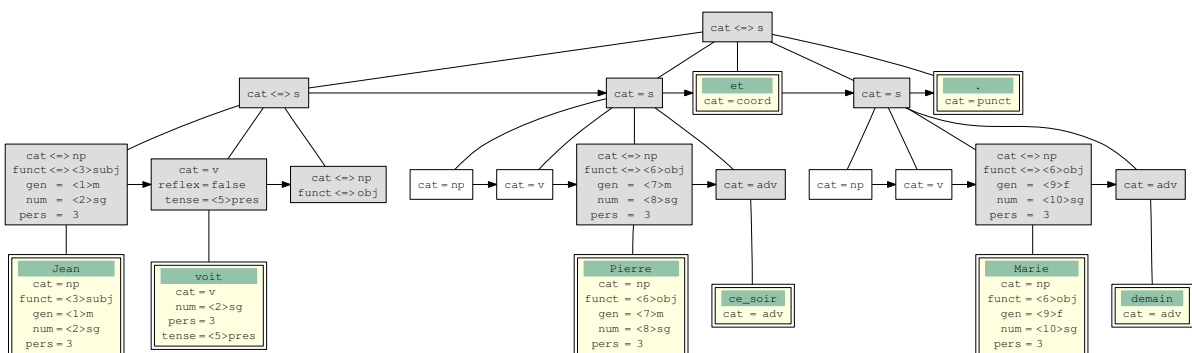 cat <=> s
cat <=> s
cat = s
et
cat = coord
cat = s
.
cat = punct
cat <=> np
funct <=> <3>subj
gen = <1>m
num = <2>sg
pers = 3
cat = v
reflex = false
tense = <5>pres
cat <=> np
funct <=> obj
cat = np
cat = v
cat <=> np
funct <=> <6>obj
gen = <7>m
num = <8>sg
pers = 3
cat = adv
cat = np
cat = v
cat <=> np
funct <=> <6>obj
gen = <9>f
num = <10>sg
pers = 3
cat = adv
Jean
cat = np
funct = <3>subj
gen = <1>m
num = <2>sg
pers = 3
voit
cat = v
num = <2>sg
pers = 3
tense = <5>pres
Pierre
cat = np
funct = <6>obj
gen = <7>m
num = <8>sg
pers = 3
ce_soir
cat = adv
Marie
cat = np
funct = <6>obj
gen = <9>f
num = <10>sg
pers = 3
demain
cat = adv